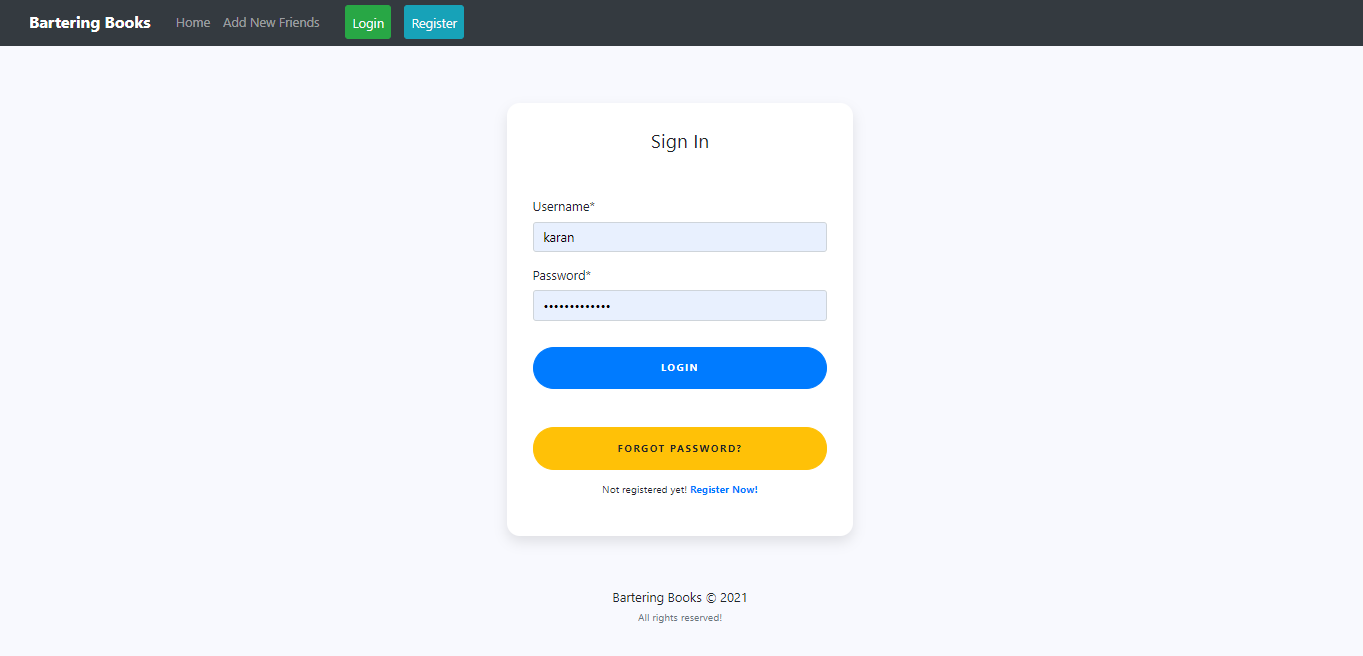 Bartering Books Home Add New Friends Login Register
Sign In
Username*
karan
Password*
•••••••••••••
LOGIN
FORGOT PASSWORD?
Not registered yet! Register Now!
Bartering Books © 2021
All rights reserved!